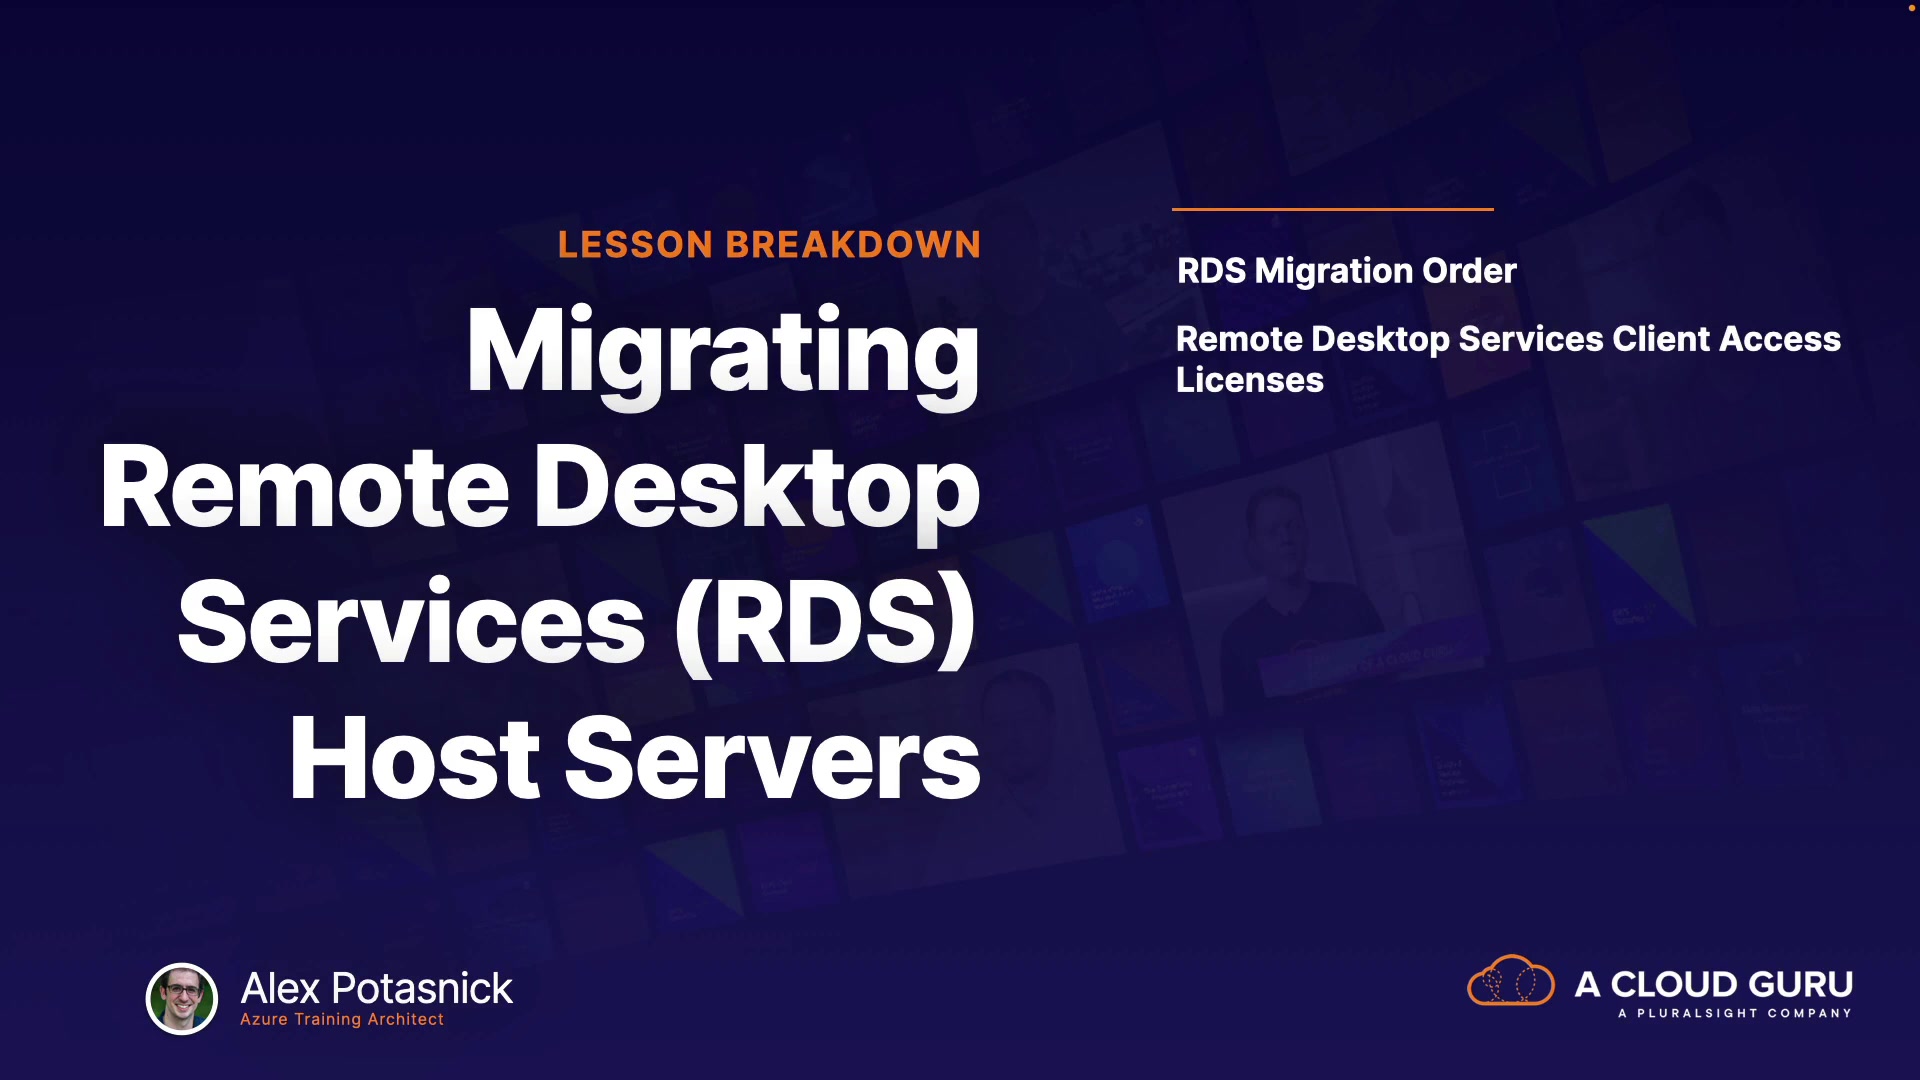 LESSON BREAKDOWN
Migrating
Remote Desktop
Services (RDS)
Host Servers
RDS Migration Order
Remote Desktop Services Client Access
Licenses
Alex Potasnick
Azure Training Architect
A CLOUD GURU
A PLURALSIGHT COMPANY